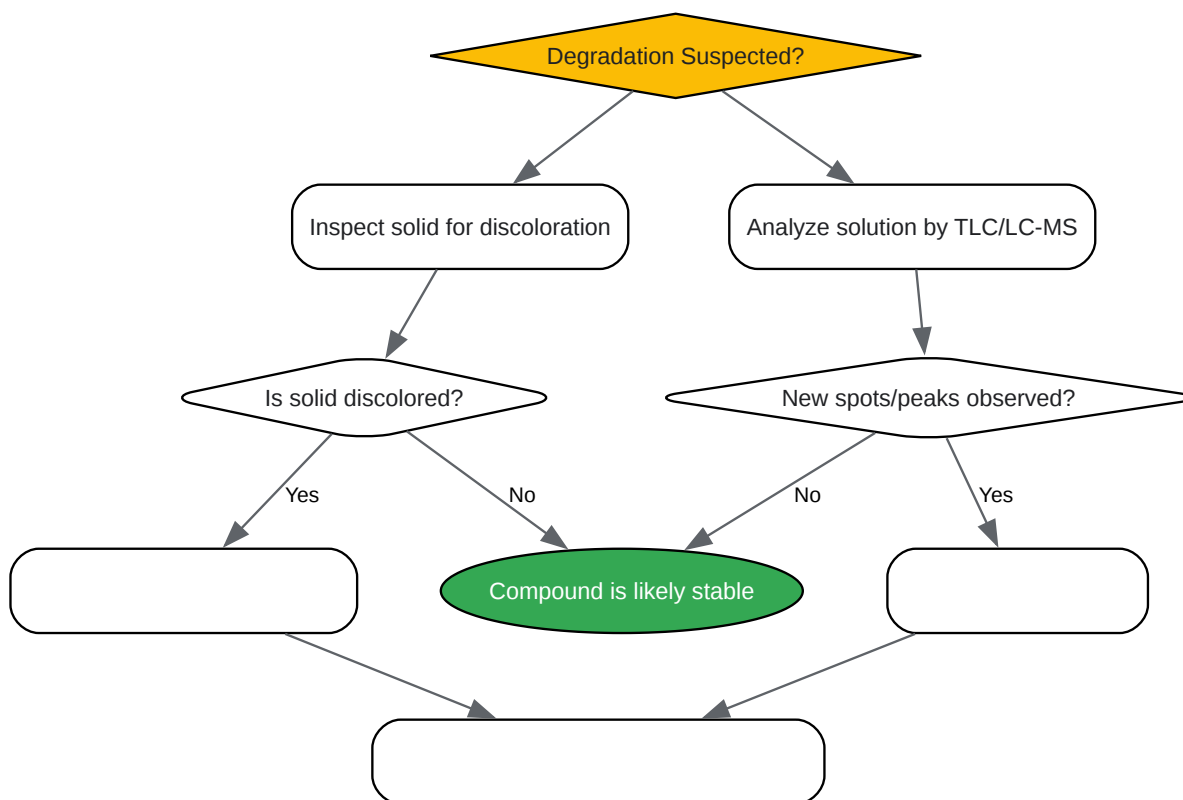 Degradation Suspected?
Inspect solid for discoloration
Analyze solution by TLC/LC-MS
Is solid discolored?
New spots/peaks observed?
Yes
No
No
Yes
Compound is likely stable